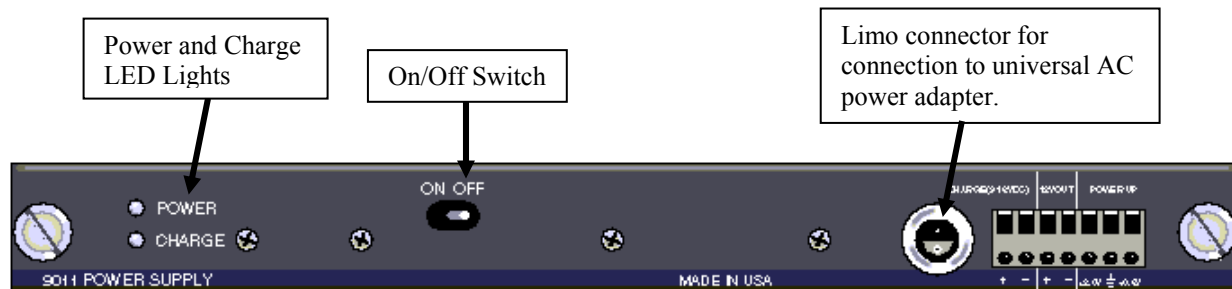 Power and Charge
LED Lights
On/Off Switch
Limo connector for
connection to universal AC
power adapter.
ON OFF
POWER
CHARGE
12VOUT
POWER UP
9011 POWER SUPPLY
MADE IN USA
+ - + -